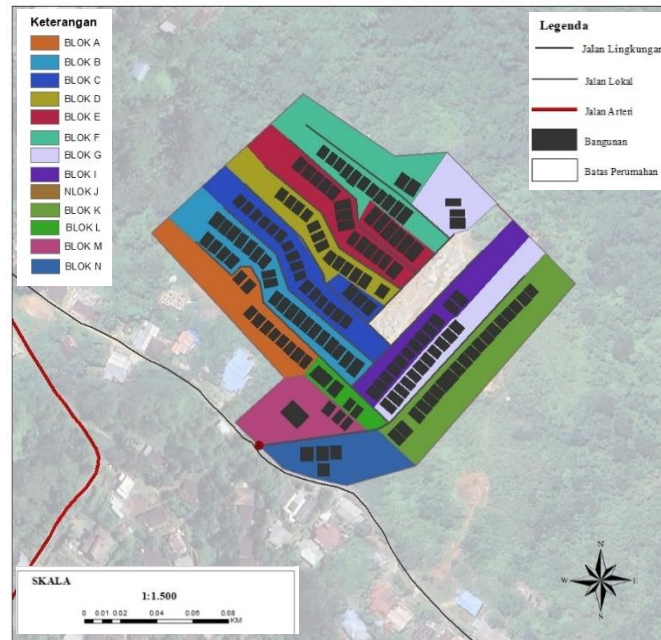 Keterangan
BLOK A
BLOK B
BLOK C
BLOK D
BLOK E
BLOK F
BLOK G
BLOK I
NLOK J
BLOK K
BLOK L
BLOK M
BLOK N
Legenda
Jalan Lingkungan
Jalan Lokal
Jalan Arteri
Bangunan
Batas Perumahan
SKALA
1:1.500
0 0.01 0.02 0.04 0.06 0.08
KM
N
W E
S